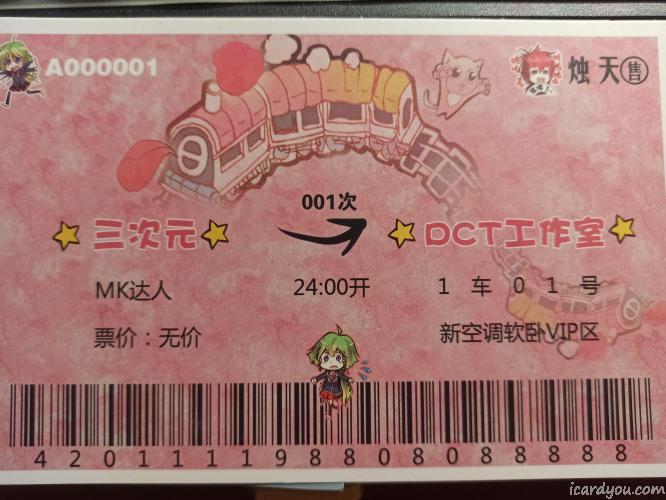 A000001
烛天㊝售
001次
三次元
DCT工作室
MK达人
24:00开
1车01号
票价：无价
新空调软卧VIP区
4201111988080888888
icardyou.com